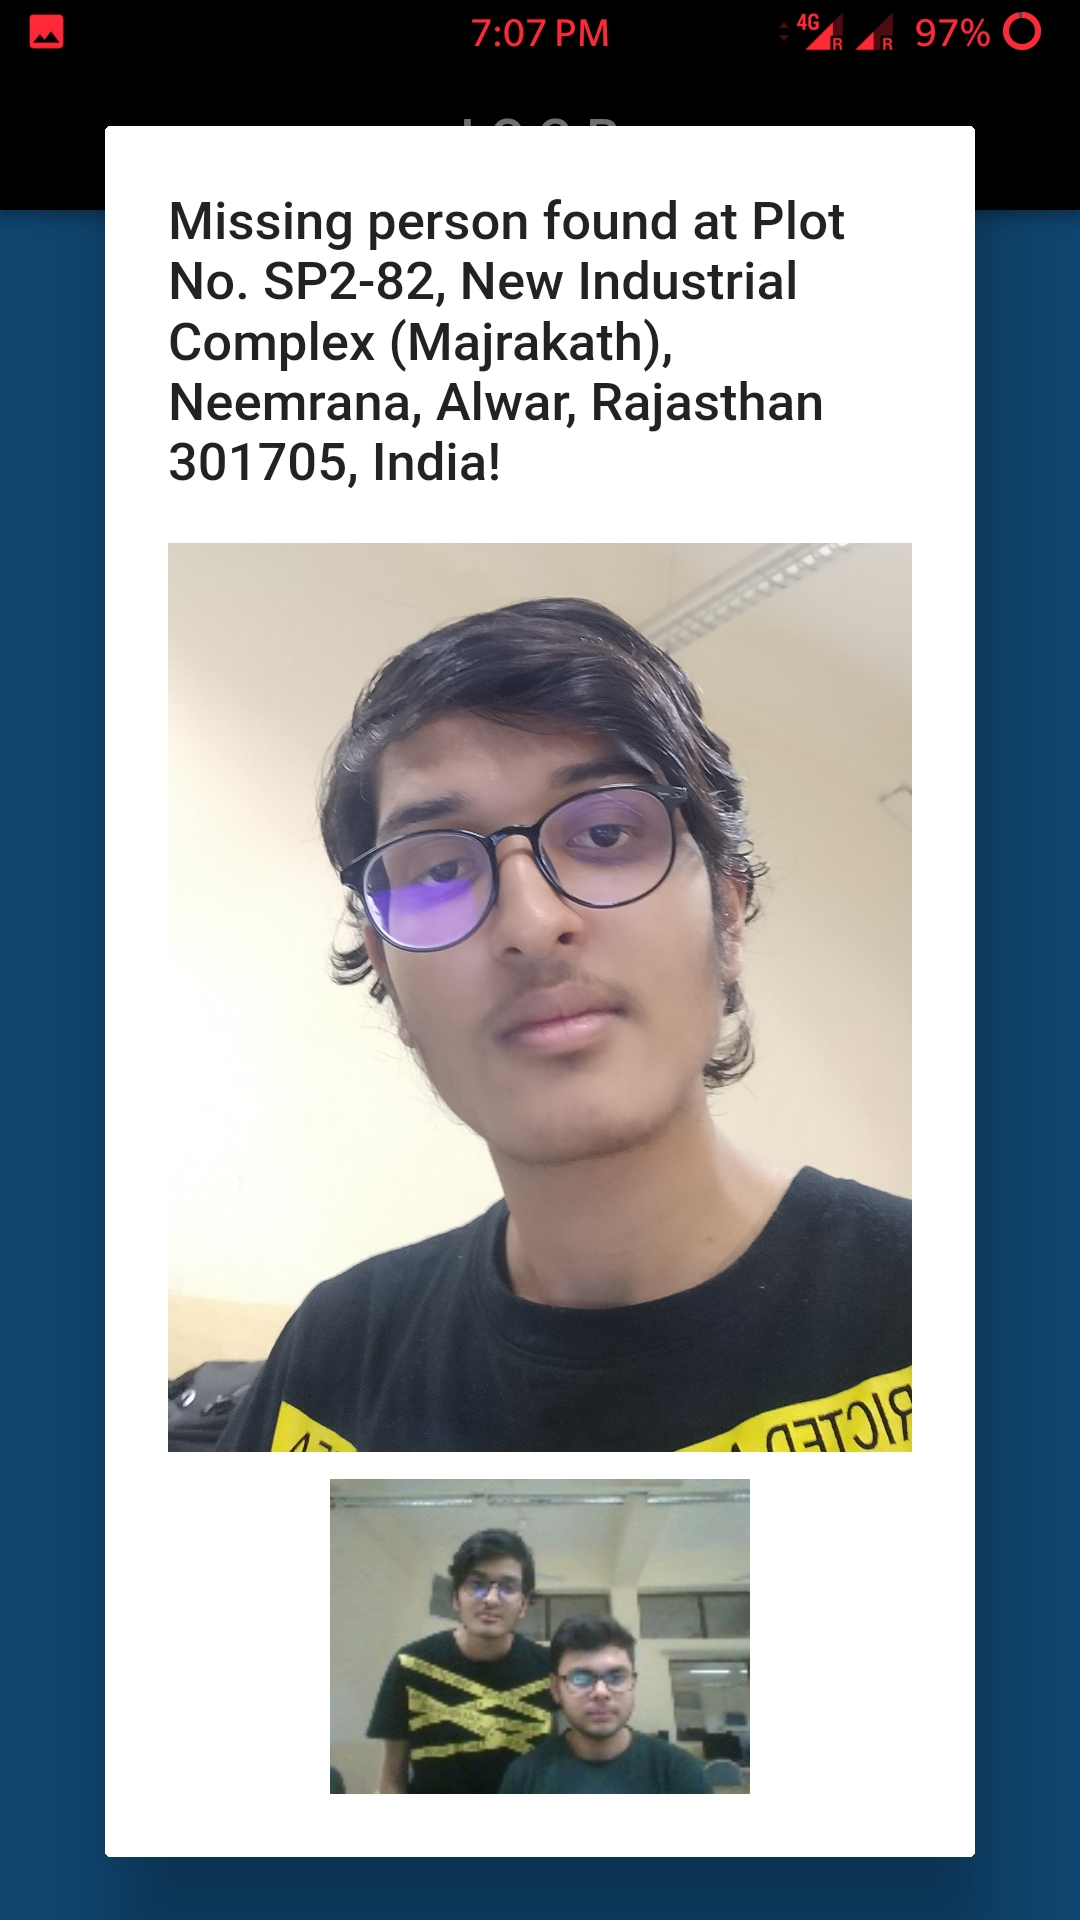 7:07 PM
4G
R
R
97%
Missing person found at Plot
No. SP2-82, New Industrial
Complex (Majrakath),
Neemrana, Alwar, Rajasthan
301705, India!